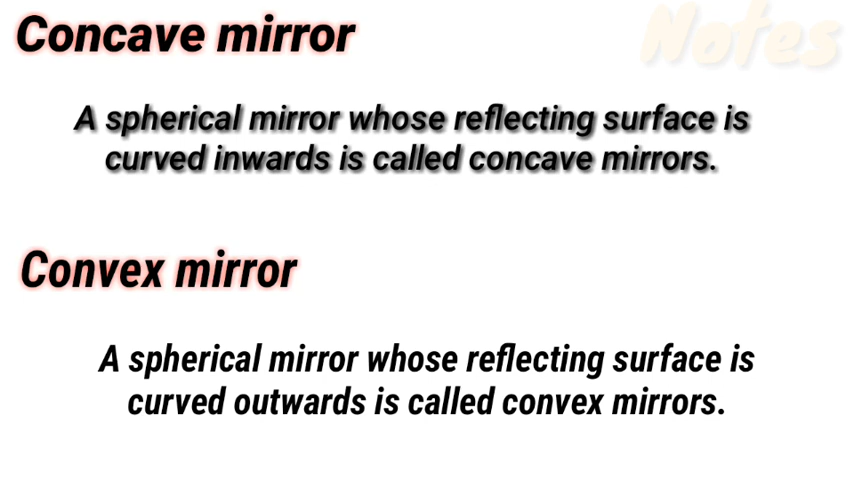 Concave mirror
Notes
A spherical mirror whose reflecting surface is
curved inwards is called concave mirrors.
Convex mirror
A spherical mirror whose reflecting surface is
curved outwards is called convex mirrors.